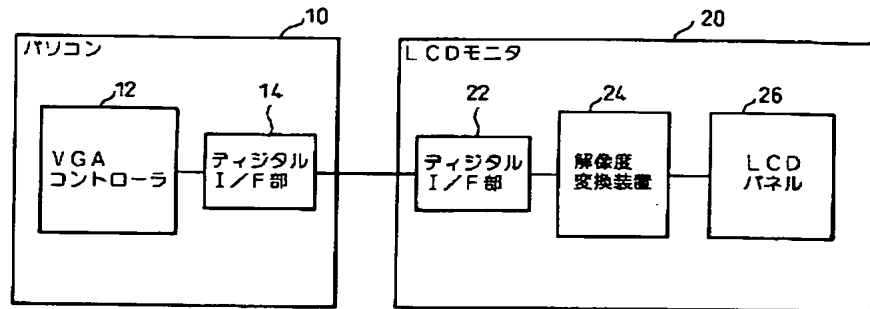 10
パソコン
12
VGA
コントローラ
14
ディジタル
I/F部
20
LCDモニタ
22
ディジタル
I/F部
24
解像度
変換装置
26
LCD
パネル